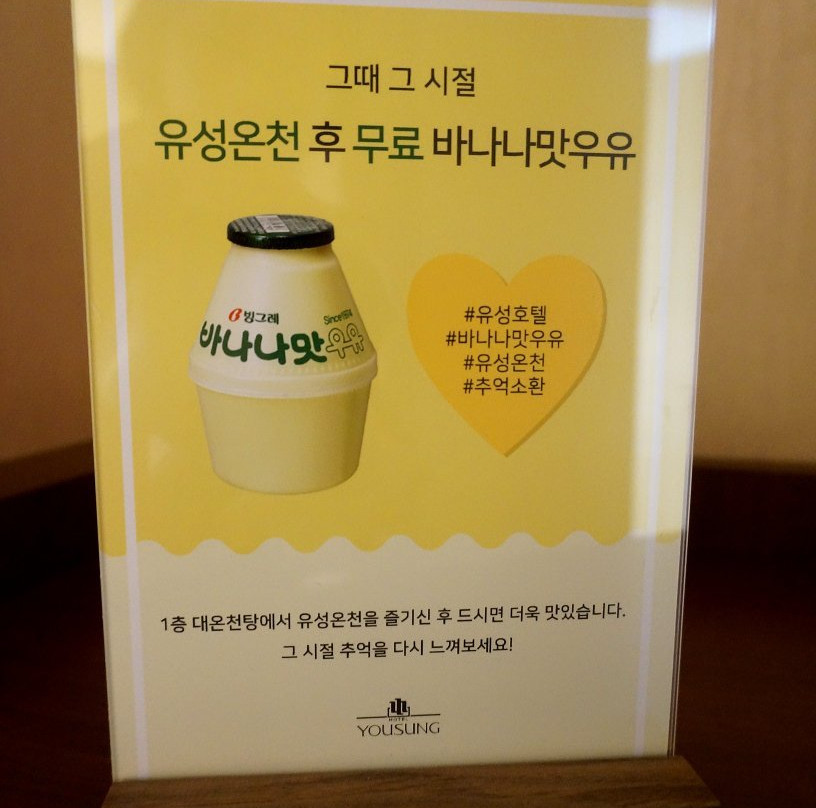 그때 그 시절
유성온천 후 무료 바나나맛우유
빙그레
Since1974
바나나맛우유
#유성호텔
#바나나맛우유
#유성온천
#추억소환
1층 대온천탕에서 유성온천을 즐기신 후 드시면 더욱 맛있습니다.
그 시절 추억을 다시 느껴보세요!
HOTEL
YOUSUNG